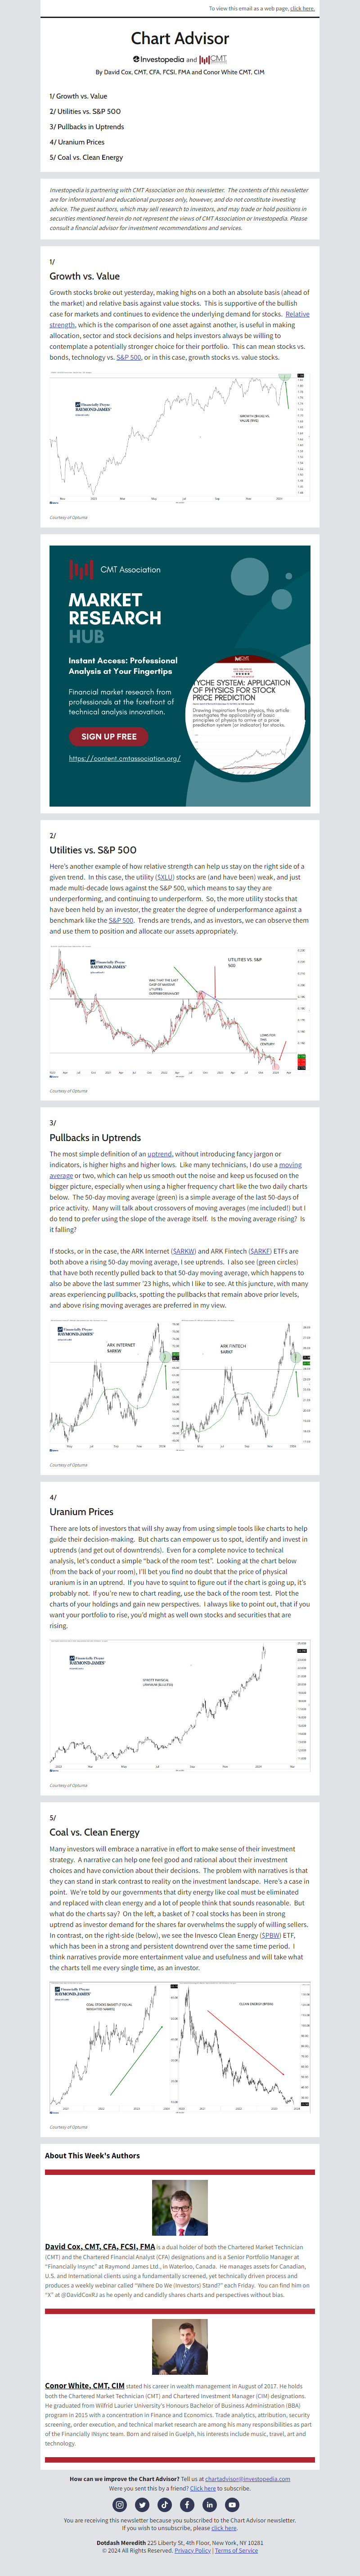 To view this email as a web page, click here.
Chart Advisor
Investopedia and CMT
By David Cox, CMT, CFA, FCSI, FMA and Conor White CMT, CIM
1/ Growth vs. Value
2/ Utilities vs. S&P 500
3/ Pullbacks in Uptrends
4/ Uranium Prices
5/ Coal vs. Clean Energy
Investopedia is partnering with CMT Association on this newsletter. The contents of this newsletter
are for informational and educational purposes only, however, and do not constitute investing
advice. The guest authors, which may sell research to investors, and may trade or hold positions in
securities mentioned herein do not represent the views of CMT Association or Investopedia. Please
consult a financial advisor for investment recommendations and services.
1/
Growth vs. Value
Growth stocks broke out yesterday, making highs on a both an absolute basis (ahead of
the market) and relative basis against value stocks. This is supportive of the bullish
case for markets and continues to evidence the underlying demand for stocks. Relative
strength, which is the comparison of one asset against another, is useful in making
allocation, sector and stock decisions and helps investors always be willing to
contemplate a potentially stronger choice for their portfolio. This can mean stocks vs.
bonds, technology vs. S&P 500, or in this case, growth stocks vs. value stocks.
RAYMOND JAMES
Courtesy of Optuma
CMT Association
MARKET
RESEARCH
HUB
Instant Access: Professional
Analysis at Your Fingertips
Financial market research from
professionals at the forefront of
technical analysis innovation.
SIGN UP FREE
https://content.cmtassociation.org/
TYCHE SYSTEM: APPLICATION
OF PHYSICS FOR STOCK
PRICE PREDICTION
Drawing inspiration from physics, this article
investigates the applicability of basic
principles of physics to arrive at a price
prediction system (or indicator) for stocks.
2/
Utilities vs. S&P 500
Here's another example of how relative strength can help us stay on the right side of a
given trend. In this case, the utility ($XLU) stocks are (and have been) weak, and just
made multi-decade lows against the S&P 500, which means to say they are
underperforming, and continuing to underperform. So, the more utility stocks that
have been held by an investor, the greater the degree of underperformance against a
benchmark like the S&P 500. Trends are trends, and as investors, we can observe them
and use them to position and allocate our assets appropriately.
RAYMOND JAMES
UTILITIES VS. S&P
500
Courtesy of Optuma
3/
Pullbacks in Uptrends
The most simple definition of an uptrend, without introducing fancy jargon or
indicators, is higher highs and higher lows. Like many technicians, I do use a moving
average or two, which can help us smooth out the noise and keep us focused on the
bigger picture, especially when using a higher frequency chart like the two daily charts
below. The 50-day moving average (green) is a simple average of the last 50-days of
price activity. Many will talk about crossovers of moving averages (me included!) but I
do tend to prefer using the slope of the average itself. Is the moving average rising? Is
it falling?
If stocks, or in the case, the ARK Internet ($ARKW) and ARK Fintech ($ARKF) ETFs are
both above a rising 50-day moving average, I see uptrends. I also see (green circles)
that have both recently pulled back to that 50-day moving average, which happens to
also be above the last summer '23 highs, which I like to see. At this juncture, with many
areas experiencing pullbacks, spotting the pullbacks that remain above prior levels,
and above rising moving averages are preferred in my view.
RAYMOND JAMES
ARK INTERNET
$ARKW
ARK FINTECH
$ARKF
Courtesy of Optuma
4/
Uranium Prices
There are lots of investors that will shy away from using simple tools like charts to help
guide their decision-making. But charts can empower us to spot, identify and invest in
uptrends (and get out of downtrends). Even for a complete novice to technical
analysis, let's conduct a simple "back of the room test". Looking at the chart below
(from the back of your room), I'll bet you find no doubt that the price of physical
uranium is in an uptrend. If you have to squint to figure out if the chart is going up, it's
probably not. If you're new to chart reading, use the back of the room test. Plot the
charts of your holdings and gain new perspectives. I always like to point out, that if you
want your portfolio to rise, you'd might as well own stocks and securities that are
rising.
RAYMOND JAMES
Courtesy of Optuma
5/
Coal vs. Clean Energy
Many investors will embrace a narrative in effort to make sense of their investment
strategy. A narrative can help one feel good and rational about their investment
choices and have conviction about their decisions. The problem with narratives is that
they can stand in stark contrast to reality on the investment landscape. Here's a case in
point. We're told by our governments that dirty energy like coal must be eliminated
and replaced with clean energy and a lot of people think that sounds reasonable. But
what do the charts say? On the left, a basket of 7 coal stocks has been in strong
uptrend as investor demand for the shares far overwhelms the supply of willing sellers.
In contrast, on the right-side (below), we see the Invesco Clean Energy ($PBW) ETF,
which has been in a strong and persistent downtrend over the same time period. I
think narratives provide more entertainment value and usefulness and will take what
the charts tell me every single time, as an investor.
RAYMOND JAMES
Courtesy of Optuma
About This Week's Authors
David Cox, CMT, CFA, FCSI, FMA is a dual holder of both the Chartered Market Technician
(CMT) and the Chartered Financial Analyst (CFA) designations and is a Senior Portfolio Manager at
"Financially Insync" at Raymond James Ltd., in Waterloo, Canada. He manages assets for Canadian,
U.S. and International clients using a fundamentally screened, yet technically driven process and
produces a weekly webinar called "Where Do We (Investors) Stand?" each Friday. You can find him on
"X" at @DavidCoxRJ as he openly and candidly shares charts and perspectives without bias.
Conor White, CMT, CIM stated his career in wealth management in August of 2017. He holds
both the Chartered Market Technician (CMT) and Chartered Investment Manager (CIM) designations.
He graduated from Wilfrid Laurier University's Honours Bachelor of Business Administration (BBA)
program in 2015 with a concentration in Finance and Economics. Trade analytics, attribution, security
screening, order execution, and technical market research are among his many responsibilities as part
of the Financially INsync team. Born and raised in Guelph, his interests include music, travel, art and
technology.
How can we improve the Chart Advisor? Tell us at chartadvisor@investopedia.com
Were you sent this by a friend? Click here to subscribe.
You are receiving this newsletter because you subscribed to the Chart Advisor newsletter.
If you wish to unsubscribe, please click here.
Dotdash Meredith 225 Liberty St, 4th Floor, New York, NY 10281
© 2024 All Rights Reserved. Privacy Policy | Terms of Service